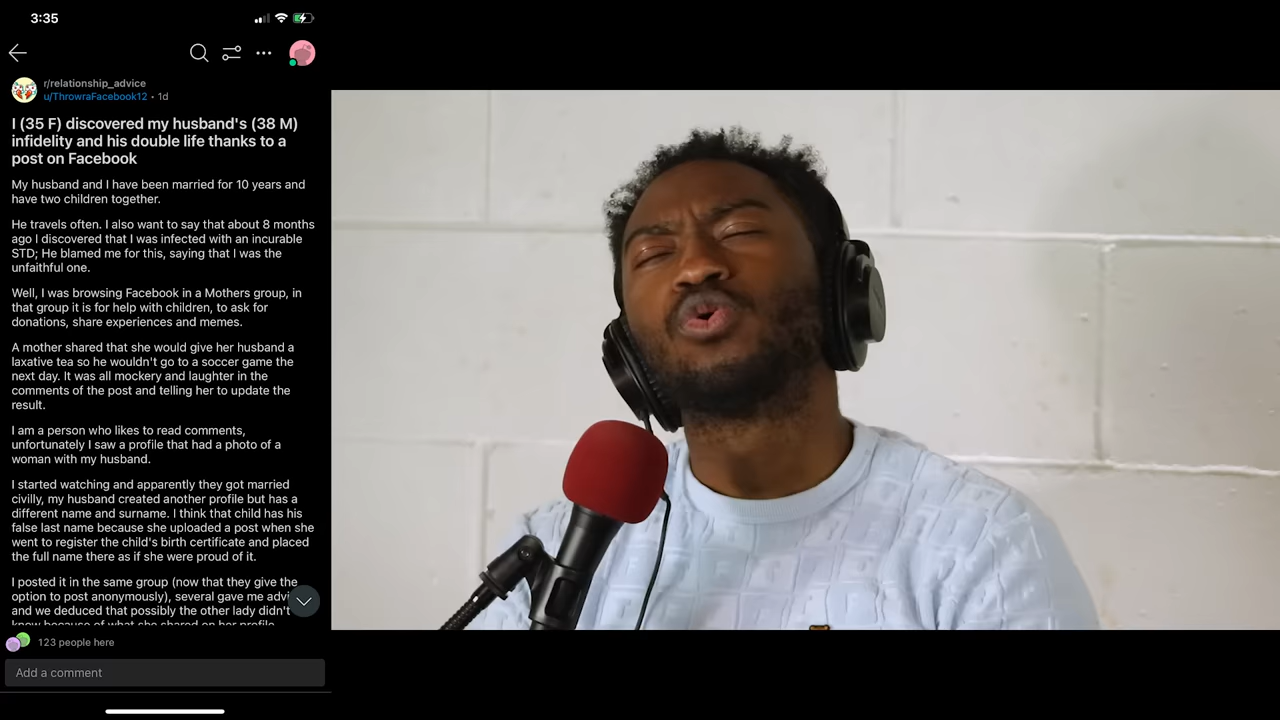 3:35
r/relationship_advice
u/ThrowraFacebook12 • 1d
I (35 F) discovered my husband's (38 M)
infidelity and his double life thanks to a
post on Facebook
My husband and I have been married for 10 years and
have two children together.
He travels often. I also want to say that about 8 months
ago I discovered that I was infected with an incurable
STD; He blamed me for this, saying that I was the
unfaithful one.
Well, I was browsing Facebook in a Mothers group, in
that group it is for help with children, to ask for
donations, share experiences and memes.
A mother shared that she would give her husband a
laxative tea so he wouldn't go to a soccer game the
next day. It was all mockery and laughter in the
comments of the post and telling her to update the
result.
I am a person who likes to read comments,
unfortunately I saw a profile that had a photo of a
woman with my husband.
I started watching and apparently they got married
civilly, my husband created another profile but has a
different name and surname. I think that child has his
false last name because she uploaded a post when she
went to register the child's birth certificate and placed
the full name there as if she were proud of it.
I posted it in the same group (now that they give the
option to post anonymously), several gave me advi
and we deduced that possibly the other lady didn't
know because of what she shared on her profile
123 people here
Add a comment